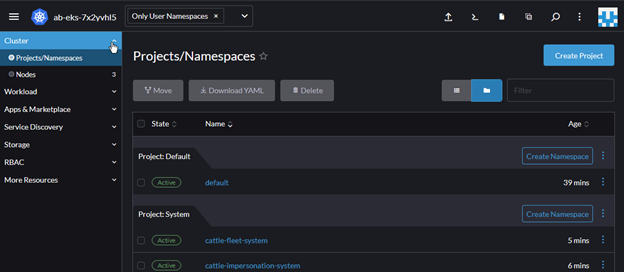 ab-eks-7x2yvhl5
Only User Namespaces ×
Cluster
Projects/Namespaces
Nodes 3
Workload
Apps & Marketplace
Service Discovery
Storage
RBAC
More Resources
Projects/Namespaces
Create Project
Move
Download YAML
Delete
Filter
State Name Age
Project: Default Create Namespace
Active default 39 mins
Project: System Create Namespace
Active cattle-fleet-system 5 mins
Active cattle-impersonation-system 6 mins